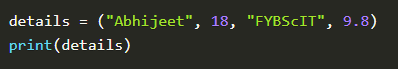 details = ("Abhijeet", 18, "FYBScIT", 9.8)
print(details)